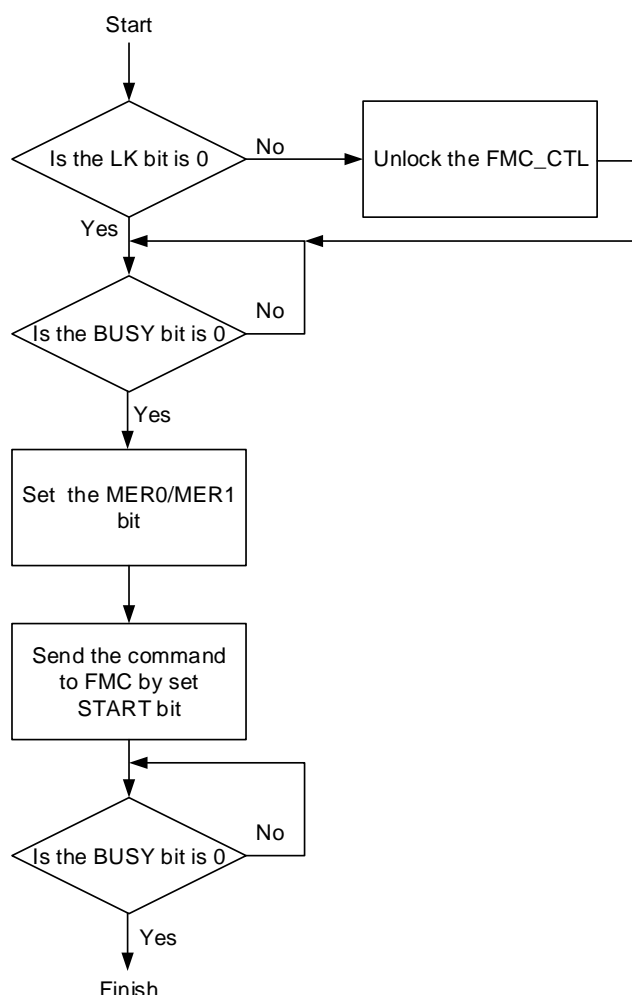 Start
Is the LK bit is 0
No
Unlock the FMC_CTL
Yes
Is the BUSY bit is 0
No
Yes
Set the MER0/MER1
bit
Send the command
to FMC by set
START bit
Is the BUSY bit is 0
No
Yes
Finish